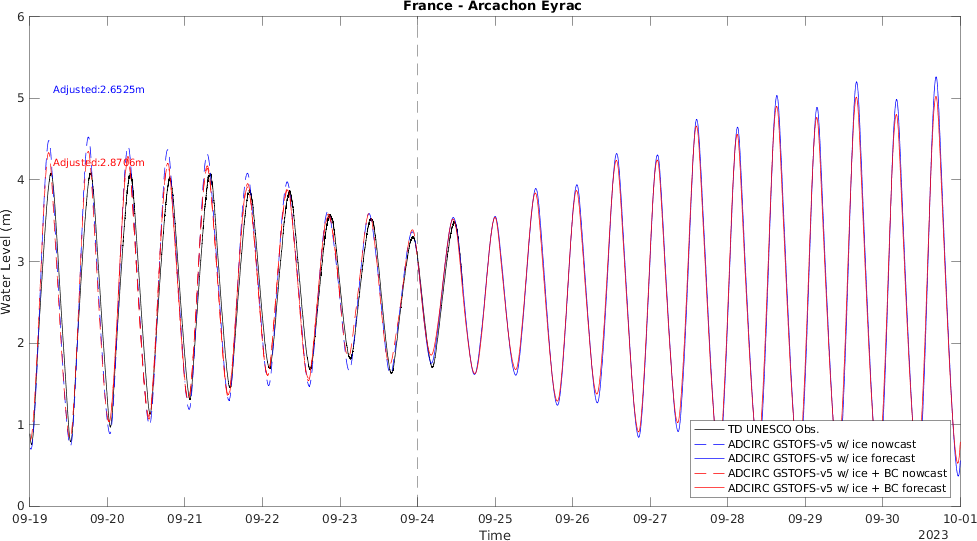 France - Arcachon Eyrac
6
5
4
3
2
1
0
Water Level (m)
Adjusted:2.6525m
Adjusted:2.8706m
TD UNESCO Obs.
ADCIRC GSTOFS-v5 w/ ice nowcast
ADCIRC GSTOFS-v5 w/ ice forecast
ADCIRC GSTOFS-v5 w/ ice + BC nowcast
ADCIRC GSTOFS-v5 w/ ice + BC forecast
09-19 09-20 09-21 09-22 09-23 09-24 09-25 09-26 09-27 09-28 09-29 09-30 10-01
Time
2023